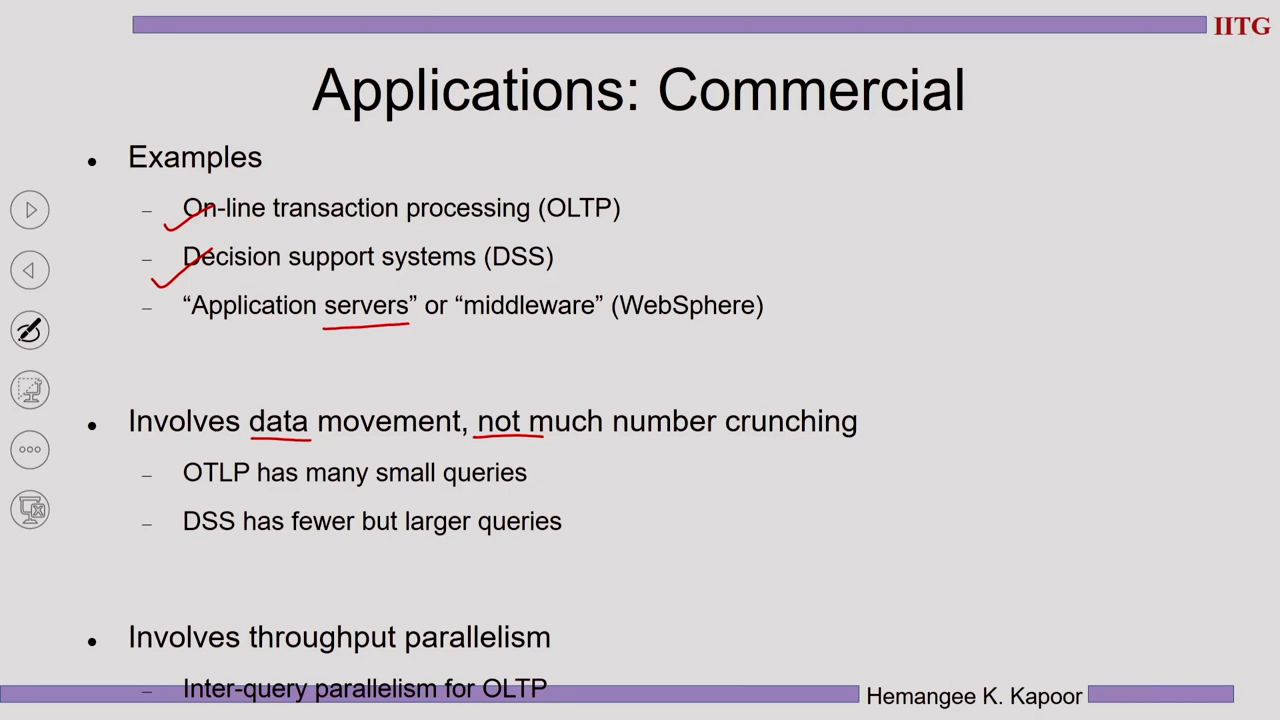 IITG
Applications: Commercial
• Examples
– On-line transaction processing (OLTP)
– Decision support systems (DSS)
– “Application servers” or “middleware” (WebSphere)
• Involves data movement, not much number crunching
– OTLP has many small queries
– DSS has fewer but larger queries
• Involves throughput parallelism
– Inter-query parallelism for OLTP
Hemangee K. Kapoor